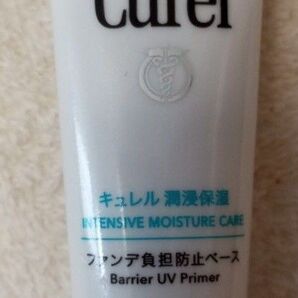 Curél
キュレル 潤浸保湿
INTENSIVE MOISTURE CARE
ファンデ負担防止ベース
Barrier UV Primer